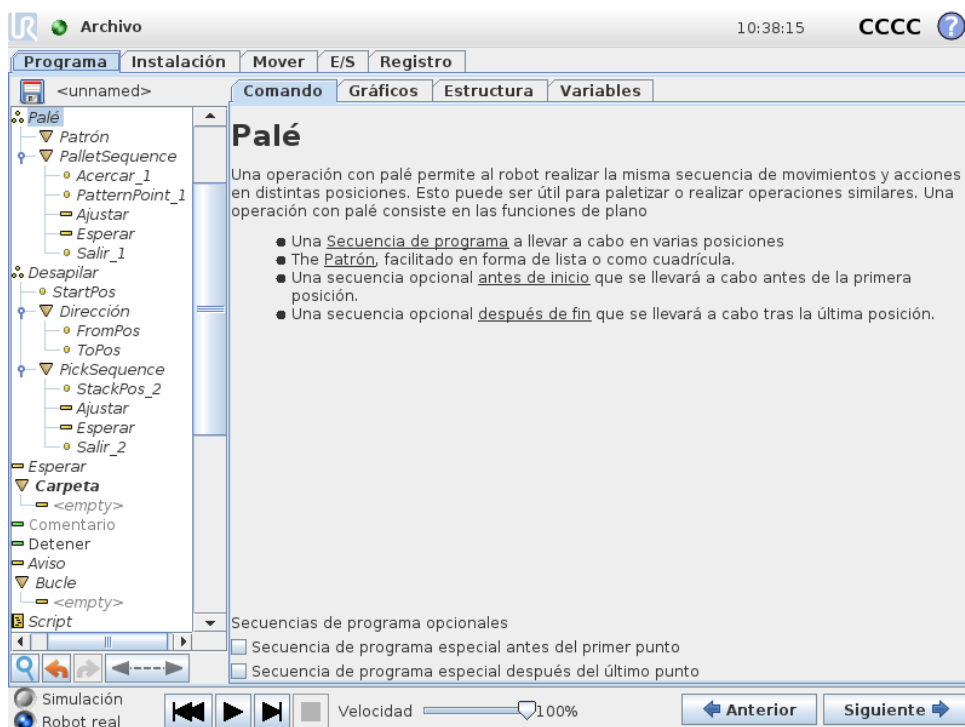 UR Archivo 10:38:15 CCCC ?
Programa Instalación Mover E/S Registro
<unnamed>
Comando Gráficos Estructura Variables
Palé
Patrón
PalletSequence
Acercar_1
PatternPoint_1
Ajustar
Esperar
Salir_1
Desapilar
StartPos
Dirección
FromPos
ToPos
PickSequence
StackPos_2
Ajustar
Esperar
Salir_2
Esperar
Carpeta
<empty>
Comentario
Detener
Aviso
Bucle
<empty>
Script
Palé
Una operación con palé permite al robot realizar la misma secuencia de movimientos y acciones
en distintas posiciones. Esto puede ser útil para paletizar o realizar operaciones similares. Una
operación con palé consiste en las funciones de plano
Una Secuencia de programa a llevar a cabo en varias posiciones
The Patrón, facilitado en forma de lista o como cuadrícula.
Una secuencia opcional antes de inicio que se llevará a cabo antes de la primera
posición.
Una secuencia opcional después de fin que se llevará a cabo tras la última posición.
Secuencias de programa opcionales
Secuencia de programa especial antes del primer punto
Secuencia de programa especial después del último punto
Simulación
Robot real
Velocidad 100%
Anterior Siguiente